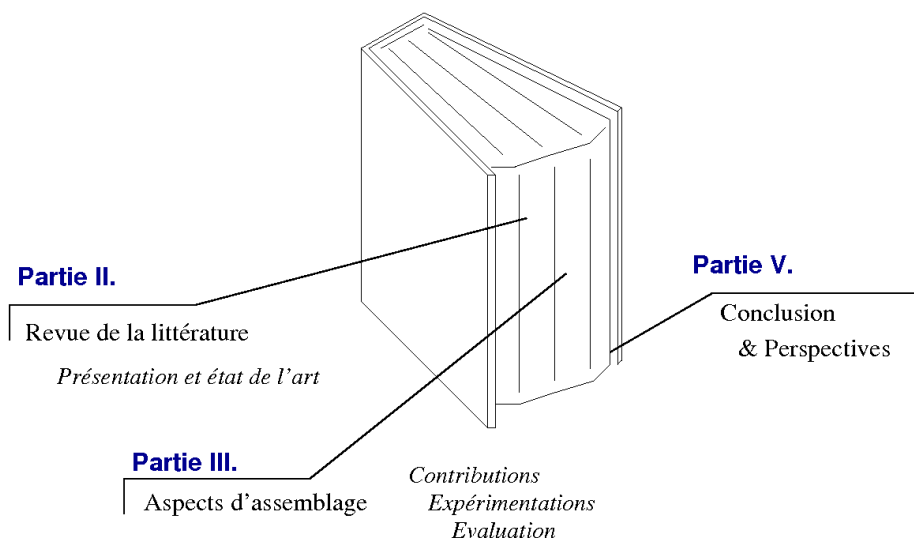 Partie II.
Revue de la littérature
Présentation et état de l'art
Partie V.
Conclusion
& Perspectives
Partie III.
Aspects d'assemblage
Contributions
Expérimentations
Evaluation